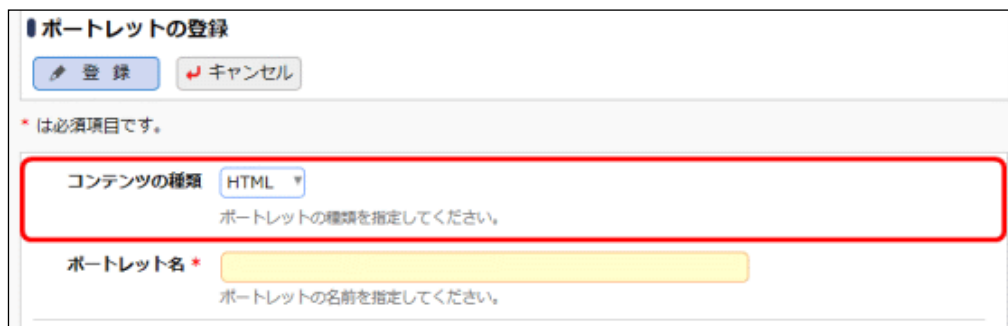 ポートレットの登録
登 録 キャンセル
* は必須項目です。
コンテンツの種類 HTML
ポートレットの種類を指定してください。
ポートレット名 *
ポートレットの名前を指定してください。